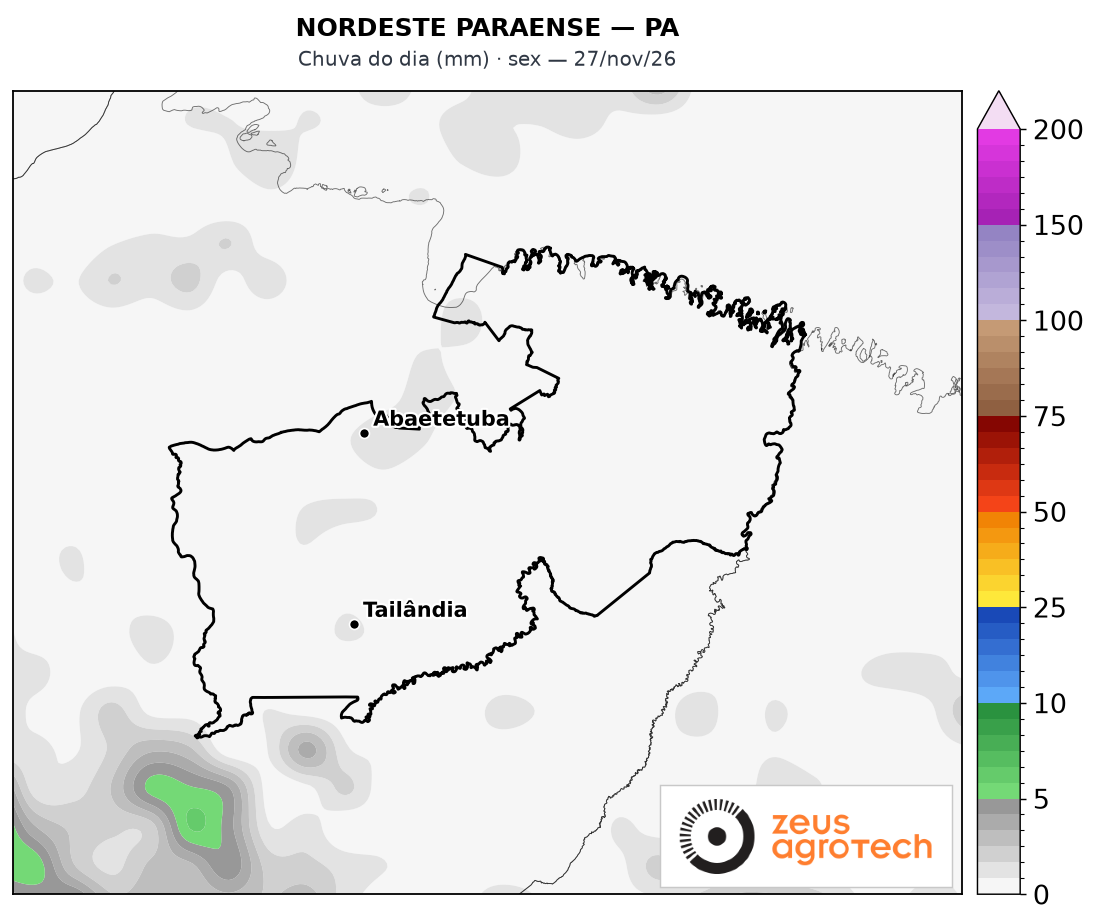 NORDESTE PARAENSE — PA
Chuva do dia (mm) · sex — 27/nov/26
200
150
100
75
50
25
10
5
0
Abaetetuba
Tailândia
zeus
agrotech